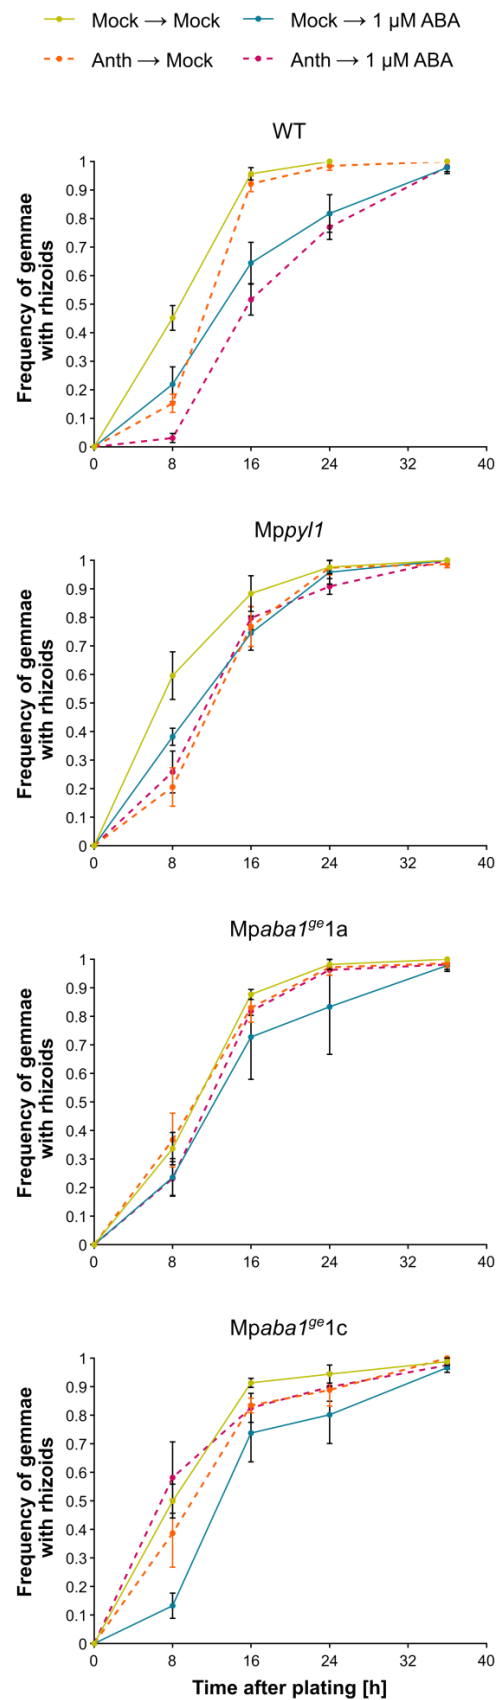 Mock → Mock
Mock → 1 µM ABA
Anth → Mock
Anth → 1 µM ABA
WT
1
0.9
0.8
0.7
0.6
0.5
0.4
0.3
0.2
0.1
0
Frequency of gemmae
with rhizoids
0 8 16 24 32 40
Mppyl1
1
0.9
0.8
0.7
0.6
0.5
0.4
0.3
0.2
0.1
0
Frequency of gemmae
with rhizoids
0 8 16 24 32 40
Mpaba1ge1a
1
0.9
0.8
0.7
0.6
0.5
0.4
0.3
0.2
0.1
0
Frequency of gemmae
with rhizoids
0 8 16 24 32 40
Mpaba1ge1c
1
0.9
0.8
0.7
0.6
0.5
0.4
0.3
0.2
0.1
0
Frequency of gemmae
with rhizoids
0 8 16 24 32 40
Time after plating [h]